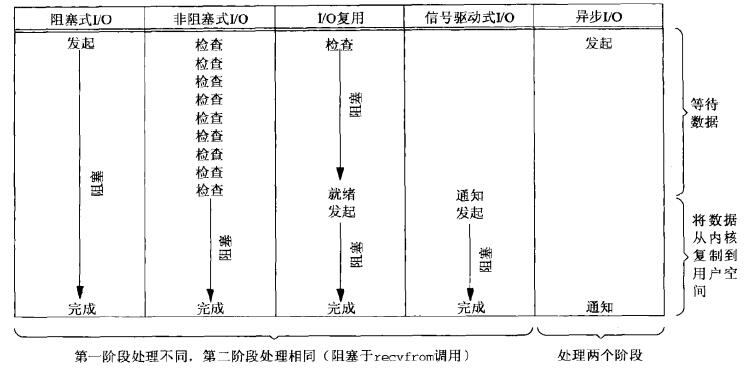 阻塞式I/O 非阻塞式I/O I/O复用 信号驱动式I/O 异步I/O
发起 检查 检查 发起
检查
检查
检查
检查
检查
检查
检查
检查
阻塞
阻塞
等待
数据
就绪 通知
发起 发起
阻塞
阻塞
阻塞
将数据
从内核
复制到
用户空
间
完成 完成 完成 完成 通知
第一阶段处理不同，第二阶段处理相同（阻塞于recvfrom调用） 处理两个阶段